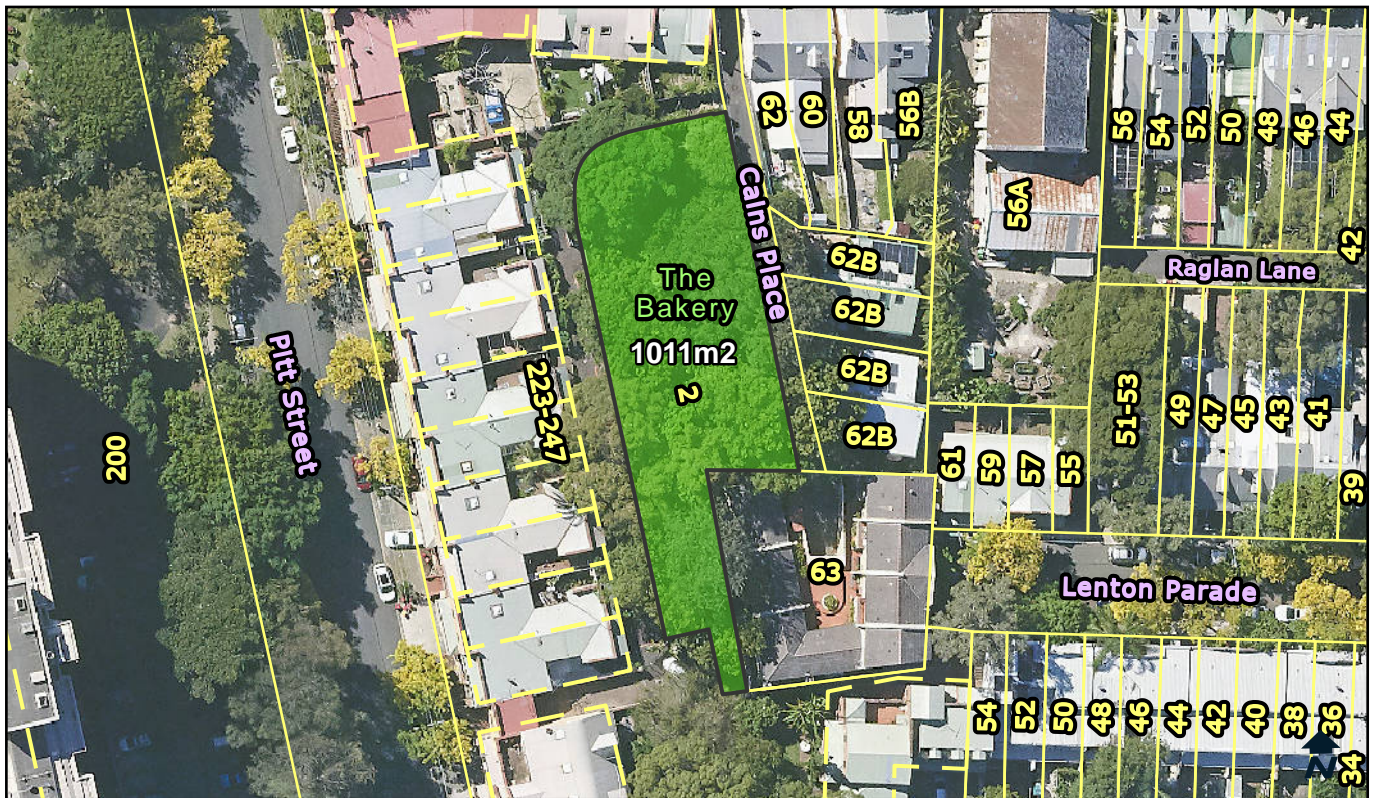 62
60
58
56B
56
54
52
50
48
46
44
56A
42
Cains Place
Raglan Lane
62B
62B
62B
62B
The
Bakery
1011m2
2
Pitt Street
223-247
200
61
59
57
55
51-53
49
47
45
43
41
39
63
Lenton Parade
54
52
50
48
46
44
42
40
38
36
34
N